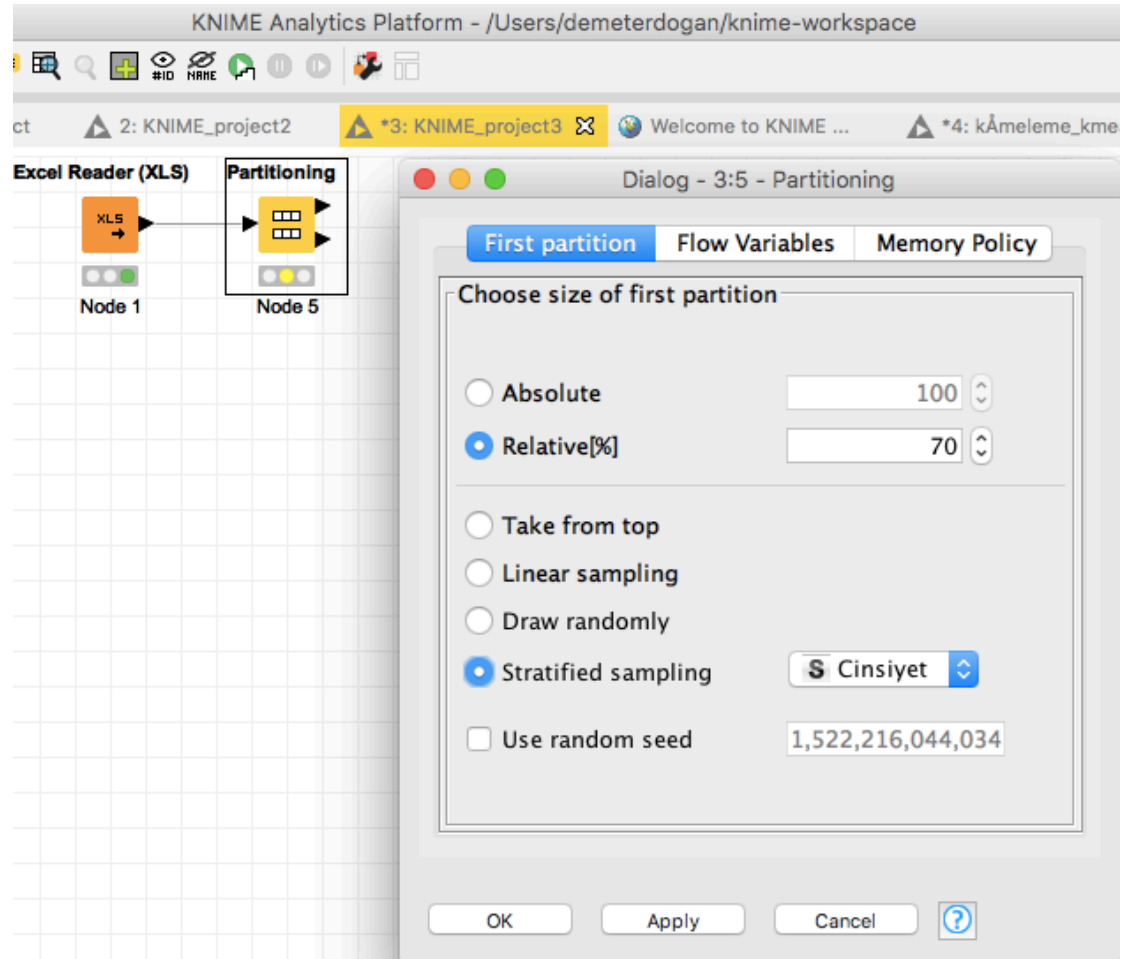 KNIME Analytics Platform - /Users/demeterdogan/knime-workspace
#ID NAME
ct 2: KNIME_project2 *3: KNIME_project3 Welcome to KNIME ... *4: kÅmeleme_kme
Excel Reader (XLS) Partitioning
XLS
Node 1 Node 5
Dialog - 3:5 - Partitioning
First partition Flow Variables Memory Policy
Choose size of first partition
Absolute 100
Relative[%] 70
Take from top
Linear sampling
Draw randomly
Stratified sampling S Cinsiyet
Use random seed 1,522,216,044,034
OK Apply Cancel ?